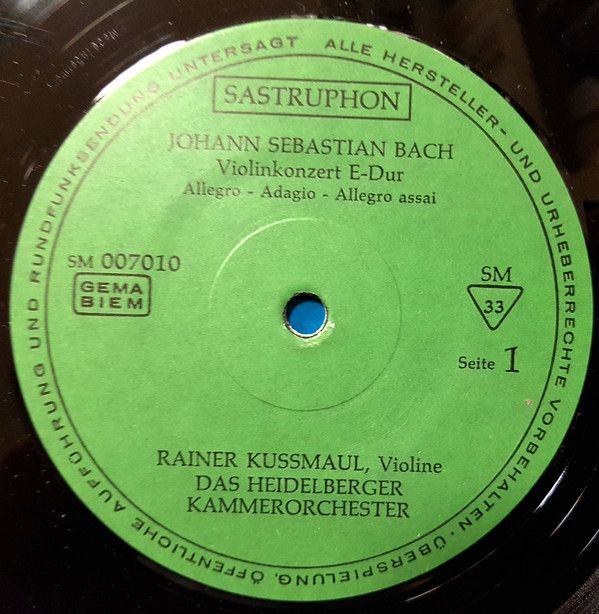 SASTRUPHON
JOHANN SEBASTIAN BACH
Violinkonzert E-Dur
Allegro - Adagio - Allegro assai
SM 007010
GEMA
BIEM
SM
33
Seite 1
RAINER KUSSMAUL, Violine
DAS HEIDELBERGER
KAMMERORCHESTER
ALLE HERSTELLER- UND URHEBERRECHTE VORBEHALTEN · ÜBERSPIELUNG, ÖFFENTLICHE AUFFÜHRUNG UND RUNDFUNKSENDUNG UNTERSAGT